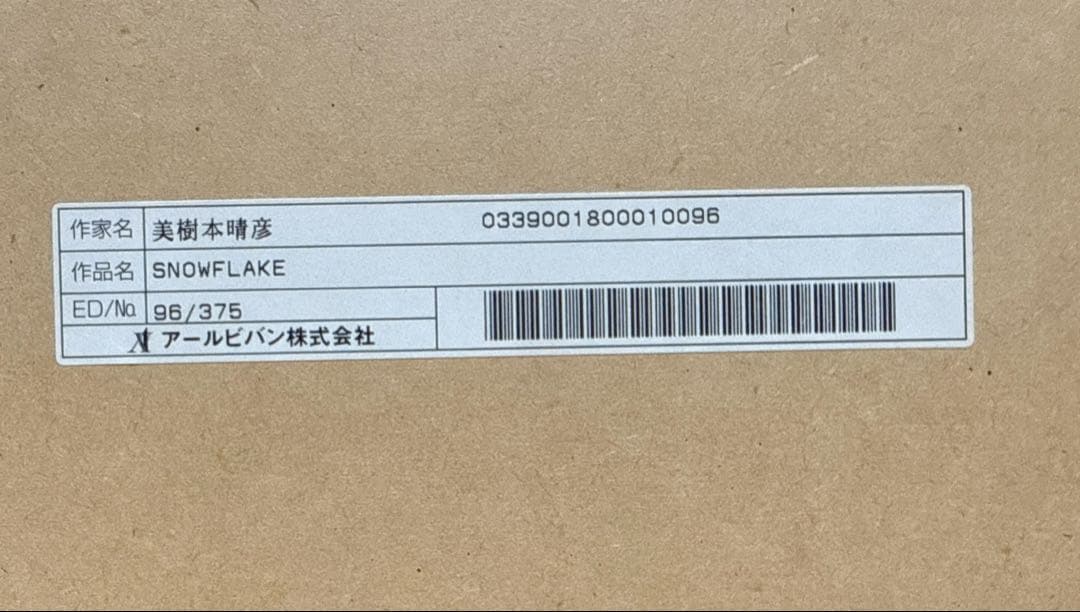 作家名 美樹本晴彦 0339001800010096
作品名 SNOWFLAKE
ED/No. 96/375
アールビバン株式会社